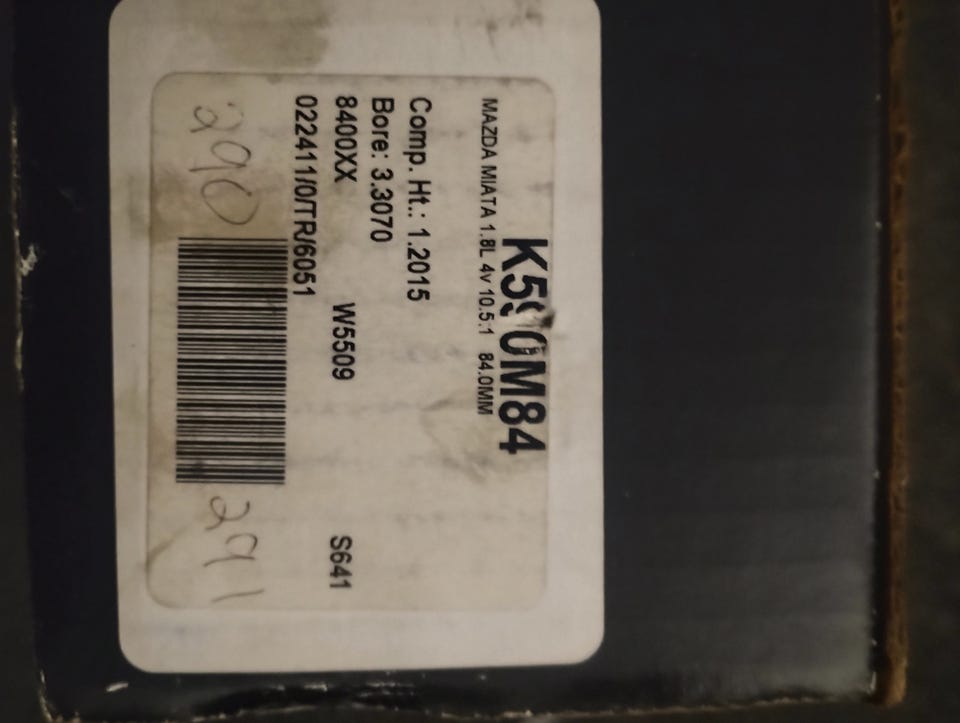 MAZDA MIATA 1.8L 4v 10.5:1 84.0MM
Comp. Ht.: 1.2015
Bore: 3.3070
8400XX W5509 S641
022411/0/TR/6051
290 291